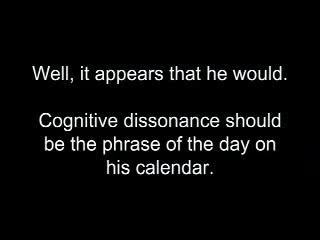 Well, it appears that he would.
Cognitive dissonance should
be the phrase of the day on
his calendar.